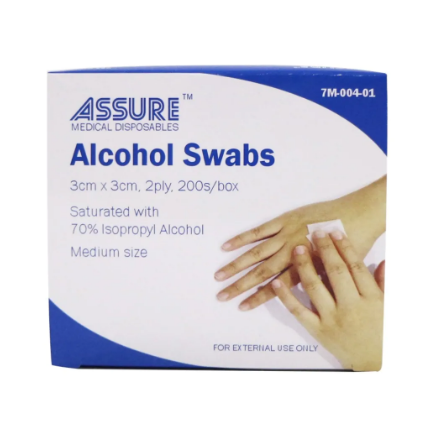 7M-004-01
ASSURE™
MEDICAL DISPOSABLES
Alcohol Swabs
3cm x 3cm, 2ply, 200s/box
Saturated with
70% Isopropyl Alcohol
Medium size
FOR EXTERNAL USE ONLY